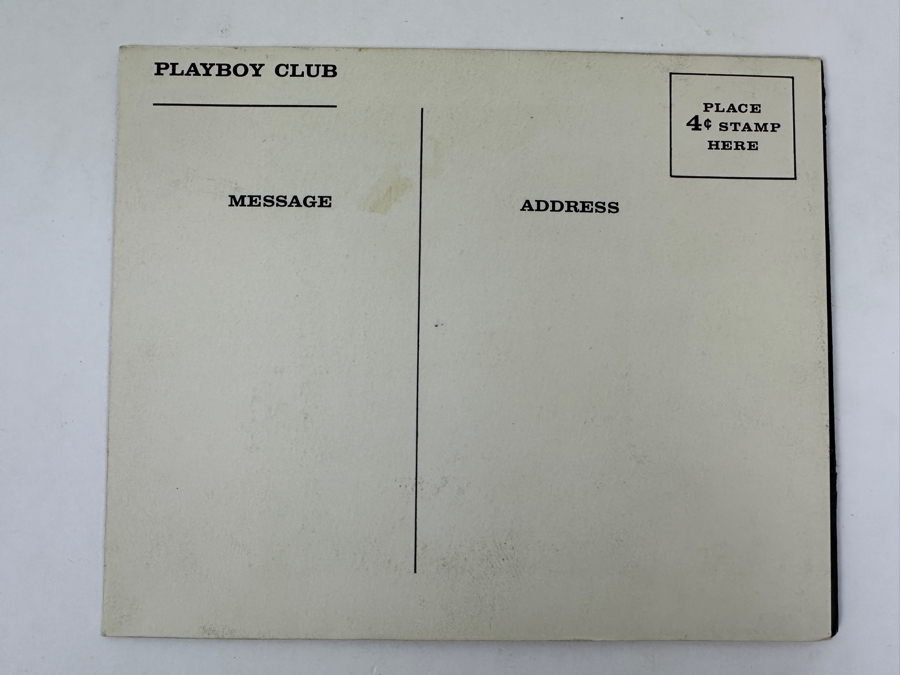 PLAYBOY CLUB
PLACE
4¢ STAMP
HERE
MESSAGE
ADDRESS